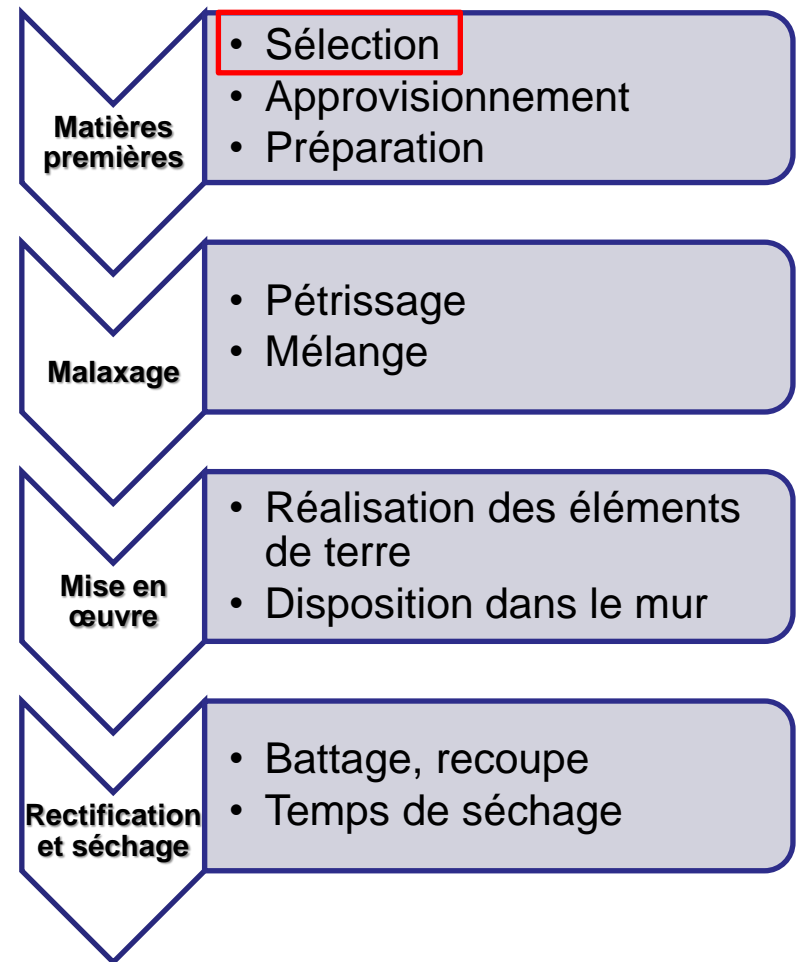 Matières
premières
• Sélection
• Approvisionnement
• Préparation
Malaxage
• Pétrissage
• Mélange
Mise en
œuvre
• Réalisation des éléments
de terre
• Disposition dans le mur
Rectification
et séchage
• Battage, recoupe
• Temps de séchage